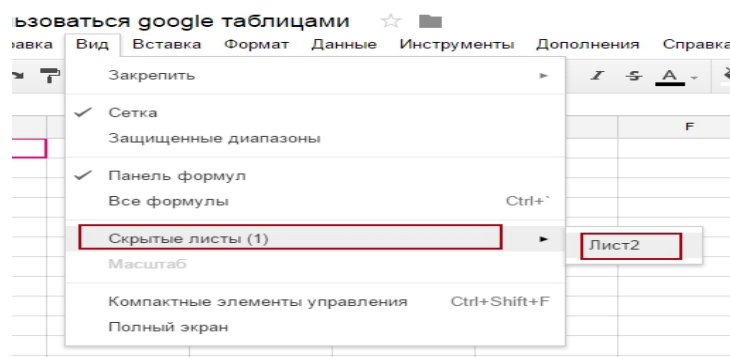 ьзоваться google таблицами
равка Вид Вставка Формат Данные Инструменты Дополнения Справка
Закрепить
A
Сетка
F
Защищенные диапазоны
Панель формул
Все формулы Ctrl+`
Скрытые листы (1)
Лист2
Масштаб
Компактные элементы управления Ctrl+Shift+F
Полный экран